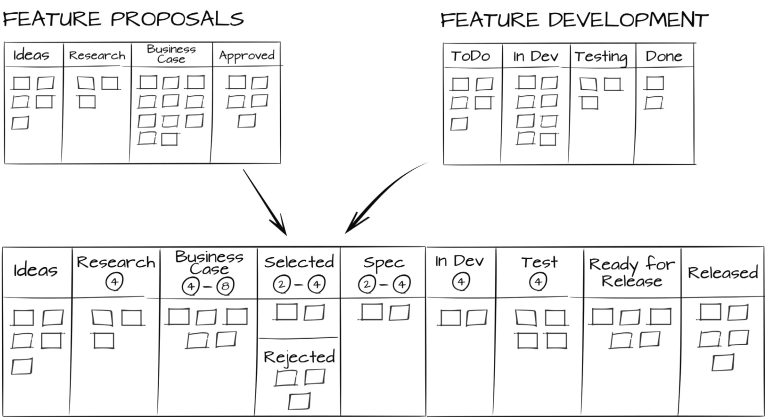 FEATURE PROPOSALS
Ideas
Research
Business
Case
Approved
FEATURE DEVELOPMENT
ToDo
In Dev
Testing
Done
Ideas
Research
4
Business
Case
4 - 8
Selected
2 - 4
Rejected
Spec
2 - 4
In Dev
4
Test
4
Ready for
Release
Released